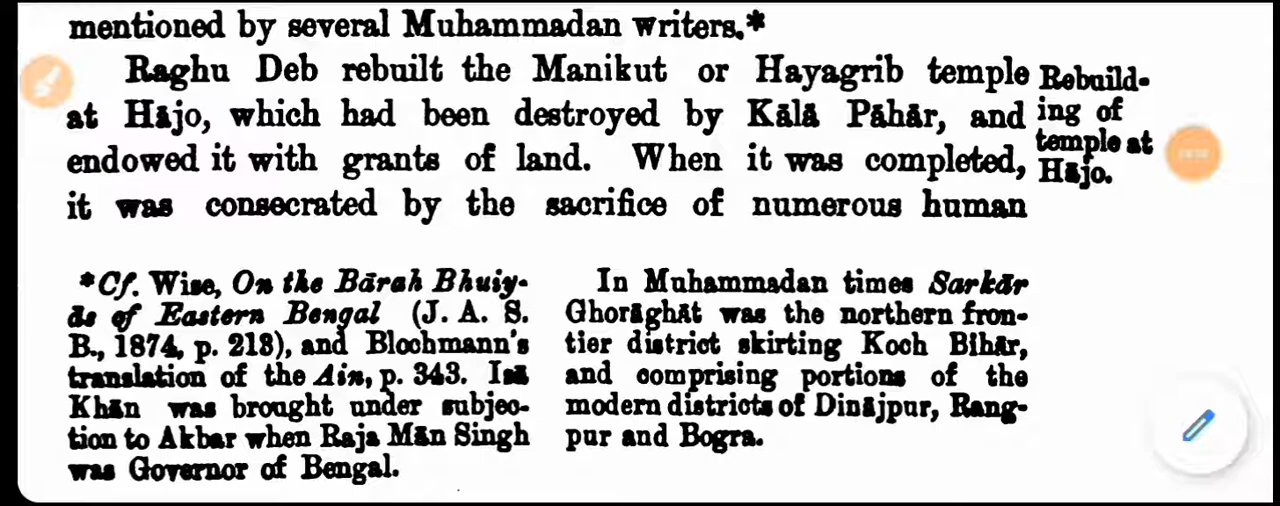 mentioned by several Muhammadan writers.*
Raghu Deb rebuilt the Manikut or Hayagrib temple
at Hājo, which had been destroyed by Kālā Pāhār, and
endowed it with grants of land. When it was completed,
it was consecrated by the sacrifice of numerous human
Rebuild-
ing of
temple at
Hājo.
*Cf. Wise, On the Bārah Bhuiy-
ās of Eastern Bengal (J. A. S.
B., 1874, p. 213), and Blochmann's
translation of the Ain, p. 343. Isā
Khān was brought under subjec-
tion to Akbar when Raja Mān Singh
was Governor of Bengal.
In Muhammadan times Sarkār
Ghorāghāt was the northern fron-
tier district skirting Koch Bihār,
and comprising portions of the
modern districts of Dinājpur, Rang-
pur and Bogra.